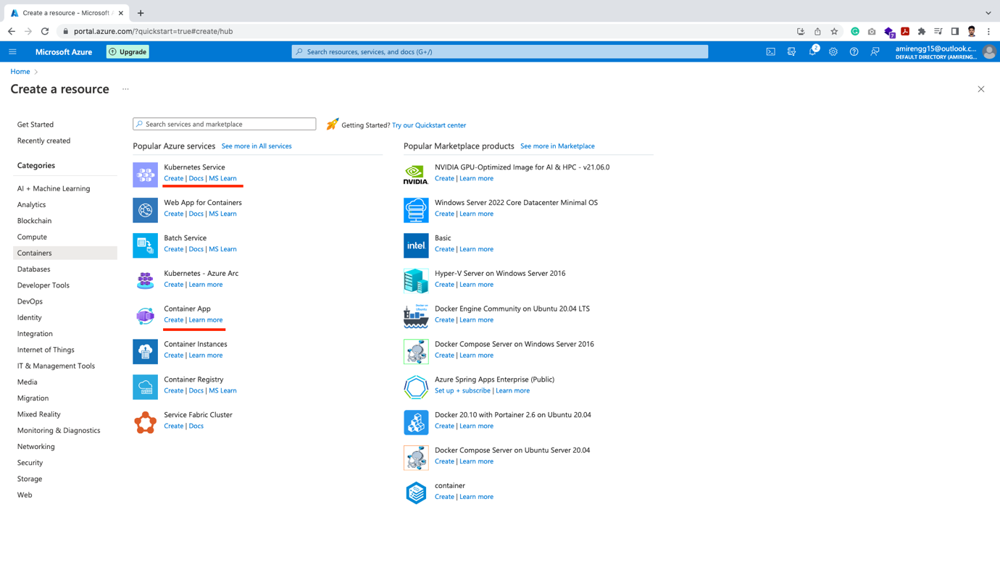 Create a resource - Microsoft A
portal.azure.com/?quickstart=true#create/hub
7
Microsoft Azure
Upgrade
Search resources, services, and docs (G+/)
2
amirengg15@outlook.c...
DEFAULT DIRECTORY (AMIRENG...
Home
Create a resource
...
Get Started
Recently created
Categories
AI + Machine Learning
Analytics
Blockchain
Compute
Containers
Databases
Developer Tools
DevOps
Identity
Integration
Internet of Things
IT & Management Tools
Media
Migration
Mixed Reality
Monitoring & Diagnostics
Networking
Security
Storage
Web
Search services and marketplace
Getting Started? Try our Quickstart center
Popular Azure services See more in All services
Kubernetes Service
Create | Docs | MS Learn
Web App for Containers
Create | Docs | MS Learn
Batch Service
Create | Docs | MS Learn
Kubernetes - Azure Arc
Create | Learn more
Container App
Create | Learn more
Container Instances
Create | Learn more
Container Registry
Create | Docs | MS Learn
Service Fabric Cluster
Create | Docs
Popular Marketplace products See more in Marketplace
NVIDIA
NVIDIA GPU-Optimized Image for AI & HPC - v21.06.0
Create | Learn more
Windows Server 2022 Core Datacenter Minimal OS
Create | Learn more
intel
Basic
Create | Learn more
Hyper-V Server on Windows Server 2016
Create | Learn more
Docker Engine Community on Ubuntu 20.04 LTS
Create | Learn more
Docker Compose Server on Windows Server 2016
Create | Learn more
Azure Spring Apps Enterprise (Public)
Set up + subscribe | Learn more
Docker 20.10 with Portainer 2.6 on Ubuntu 20.04
Create | Learn more
Docker Compose Server on Ubuntu Server 20.04
Create | Learn more
container
Create | Learn more